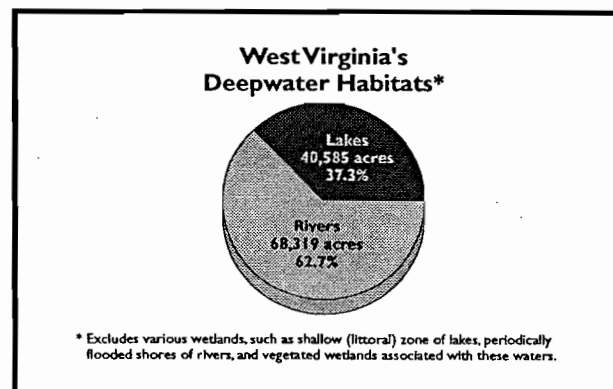 West Virginia's
Deepwater Habitats*
Lakes
40,585 acres
37.3%
Rivers
68,319 acres
62.7%
* Excludes various wetlands, such as shallow (littoral) zone of lakes, periodically
flooded shores of rivers, and vegetated wetlands associated with these waters.